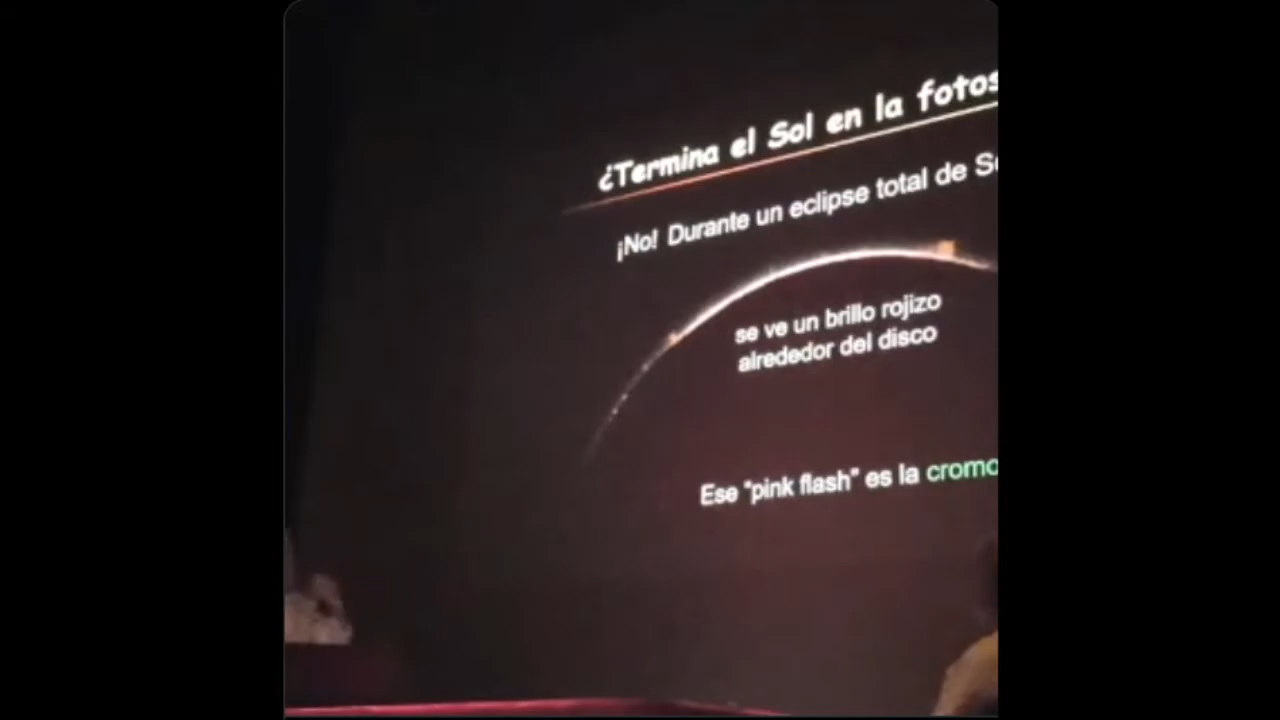 ¿Termina el Sol en la fotos
¡No! Durante un eclipse total de So
se ve un brillo rojizo
alrededor del disco
Ese "pink flash" es la cromo